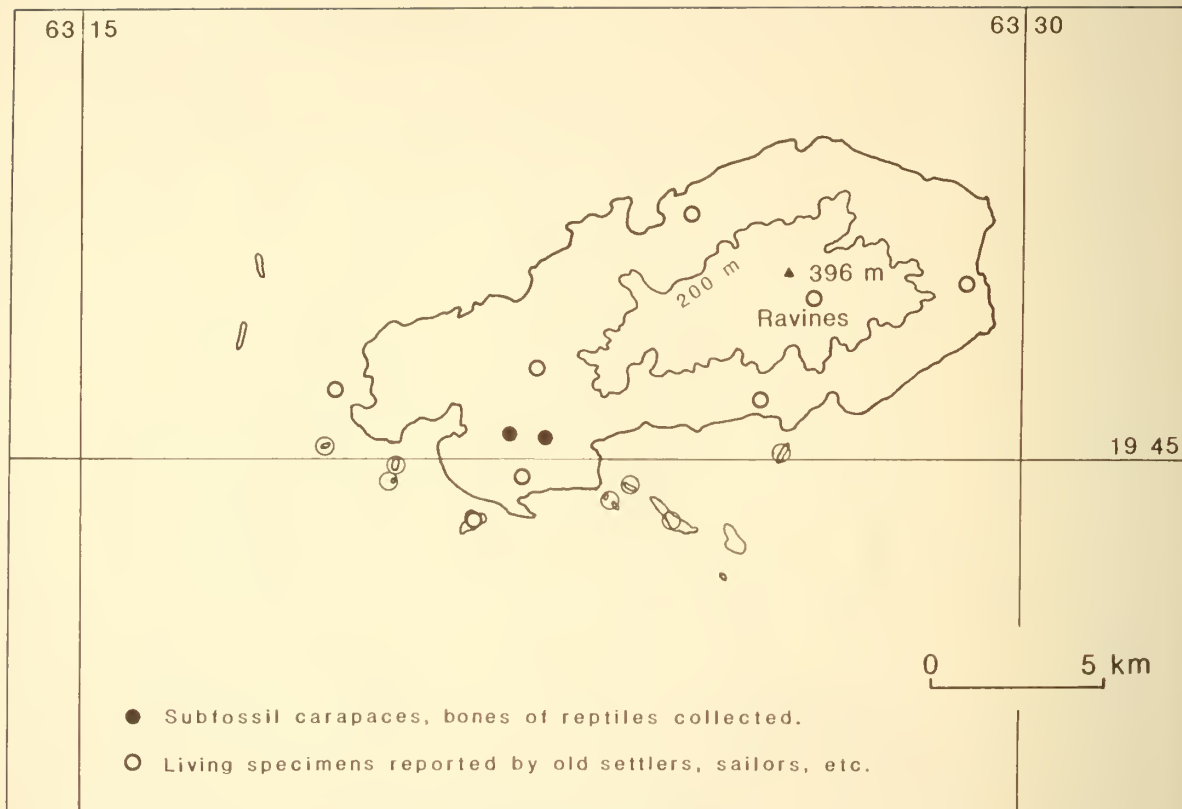 63 15
63 30
200 m
396 m
Ravines
19 45
0 5 km
Subfossil carapaces, bones of reptiles collected.
Living specimens reported by old settlers, sailors, etc.